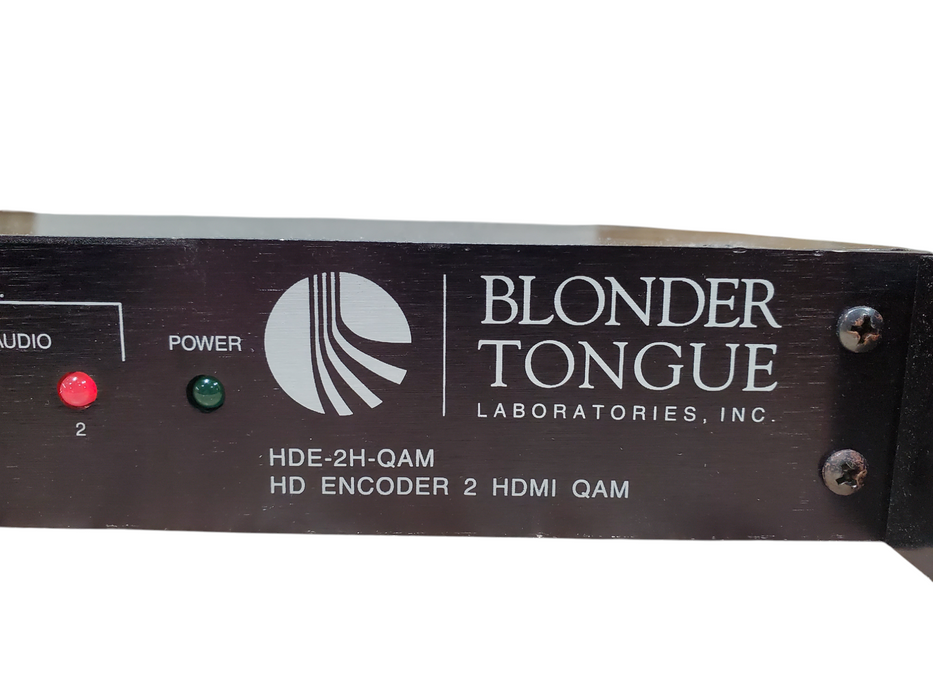 AUDIO
POWER
2
BLONDER
TONGUE
LABORATORIES, INC.
HDE-2H-QAM
HD ENCODER 2 HDMI QAM